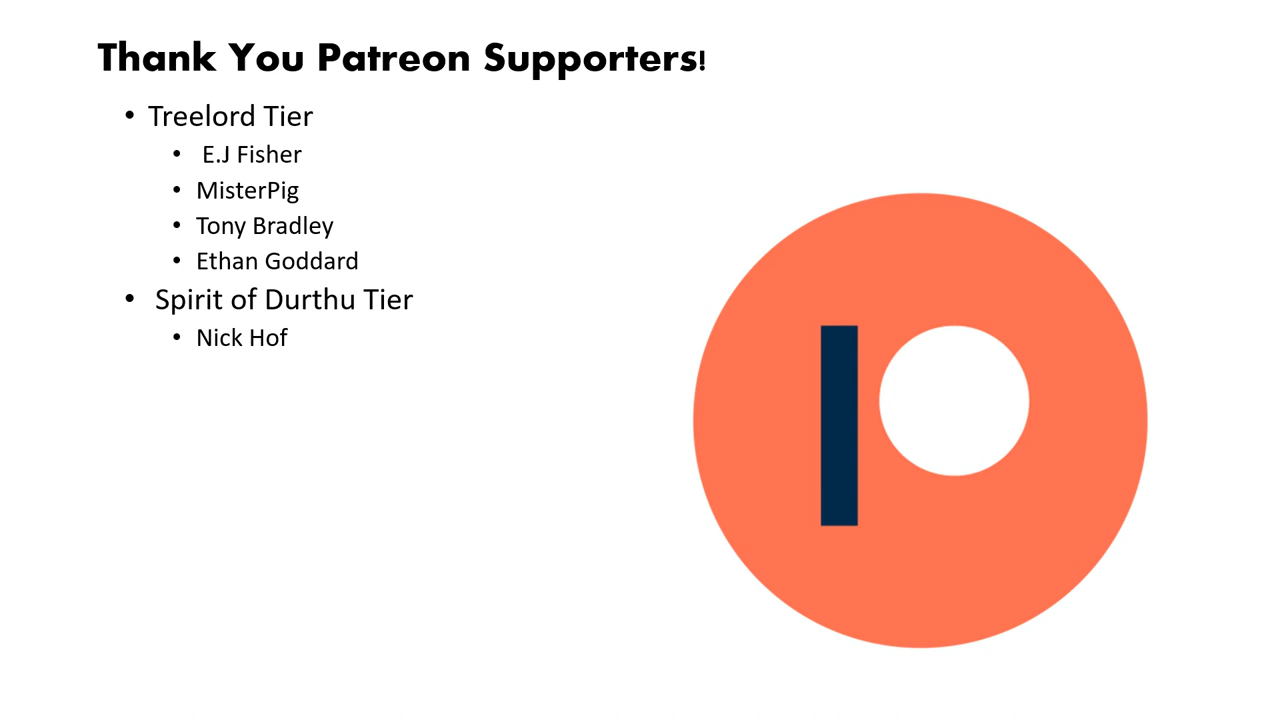 Thank You Patreon Supporters!
• Treelord Tier
• E.J Fisher
• MisterPig
• Tony Bradley
• Ethan Goddard
• Spirit of Durthu Tier
• Nick Hof